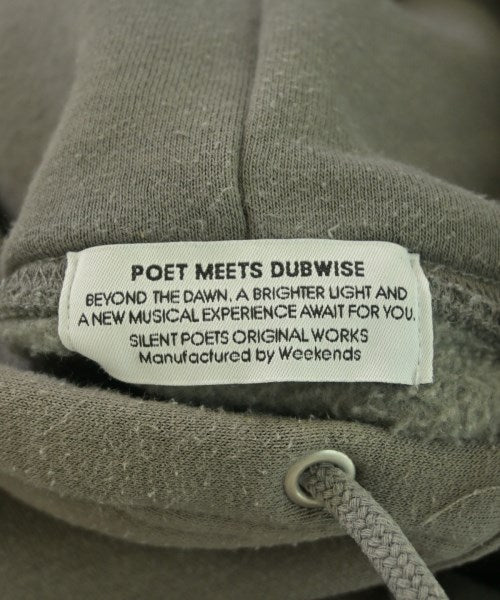 POET MEETS DUBWISE
BEYOND THE DAWN, A BRIGHTER LIGHT AND
A NEW MUSICAL EXPERIENCE AWAIT FOR YOU.
SILENT POETS ORIGINAL WORKS
Manufactured by Weekends